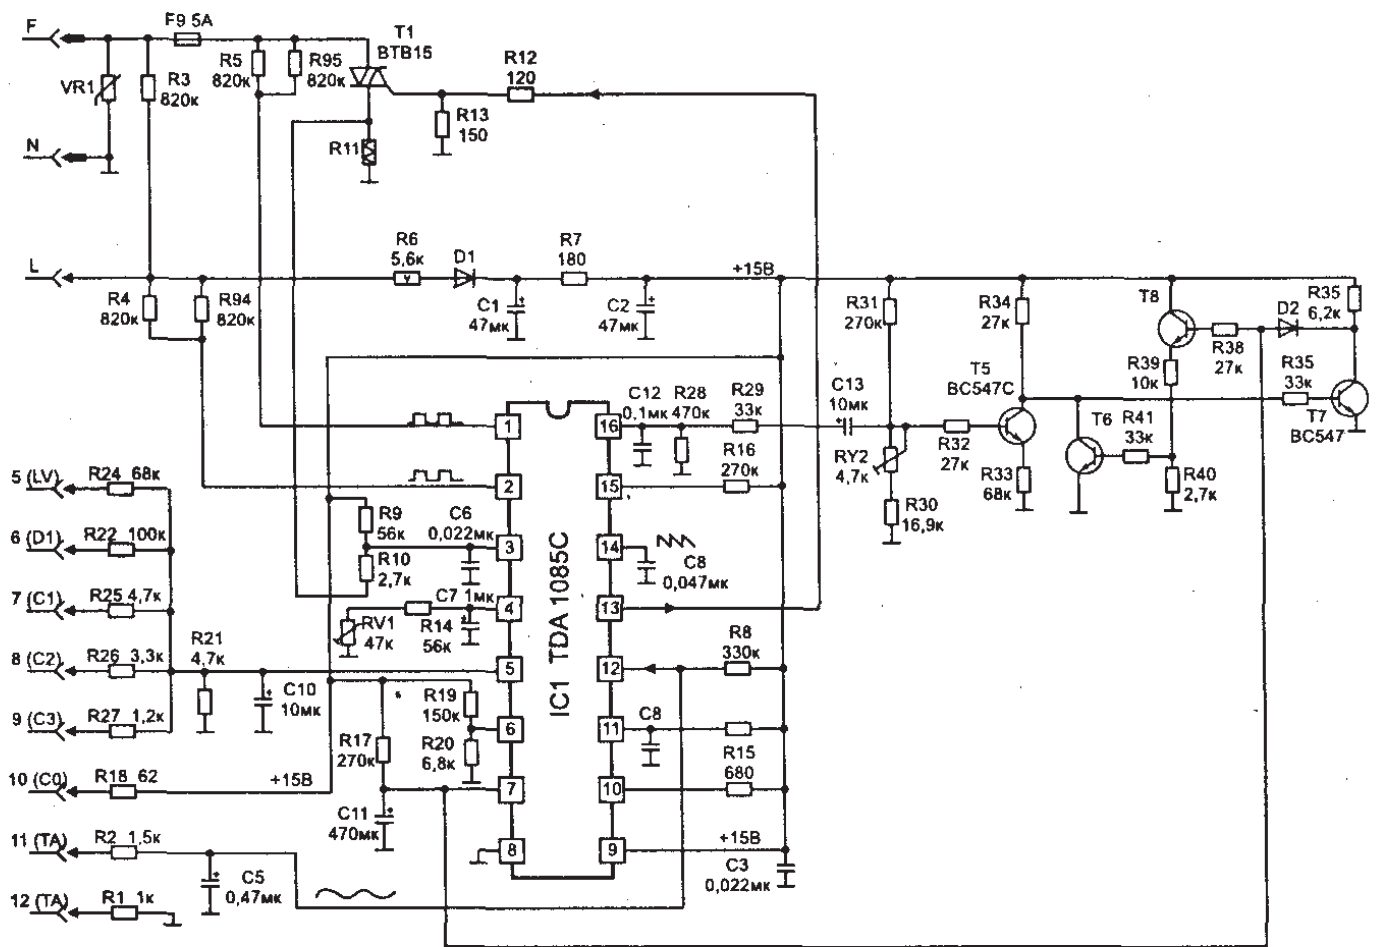 F
F9 5A
T1
BTB15
R5
820к
R95
820к
R12
120
VR1
R3
820к
R13
150
N
R11
L
R6
5,6к
D1
R7
180
+15В
R4
820к
R94
820к
C1
47мк
C2
47мк
R31
270к
R34
27к
T8
D2
R35
6,2к
R38
27к
R39
10к
R35
33к
T5
BC547C
T7
BC547
C12
0,1мк
R28
470к
R29
33к
C13
10мк
T6
R41
33к
1
16
R16
270к
RY2
4,7к
R32
27к
R33
68к
R40
2,7к
5 (LV)
R24 68к
2
15
R30
16,9к
R9
56к
C6
0,022мк
6 (D1)
R22 100к
3
14
R10
2,7к
C8
0,047мк
7 (C1)
R25 4,7к
C7 1мк
4
13
RV1
47к
R14
56к
IC1 TDA 1085C
R21
4,7к
R8
330к
8 (C2)
R26 3,3к
5
12
C10
10мк
R19
150к
C8
9 (C3)
R27 1,2к
6
11
R17
270к
R20
6,8к
R15
680
10 (C0)
R18 62
+15В
7
10
C11
470мк
11 (TA)
R2 1,5к
8
9
+15В
C3
0,022мк
C5
0,47мк
12 (TA)
R1 1к